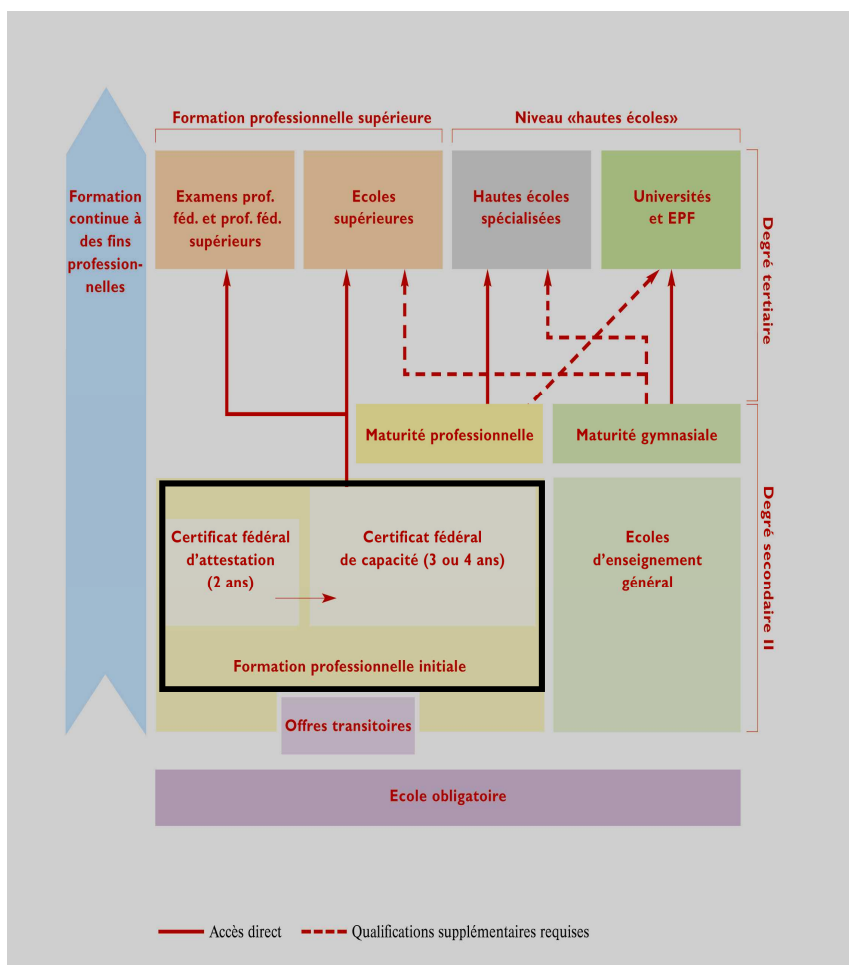 Formation professionnelle supérieure
Niveau «hautes écoles»
Formation
continue à
des fins
profession-
nelles
Examens prof.
féd. et prof. féd.
supérieurs
Ecoles
supérieures
Hautes écoles
spécialisées
Universités
et EPF
Degré tertiaire
Maturité professionnelle
Maturité gymnasiale
Certificat fédéral
d'attestation
(2 ans)
Certificat fédéral
de capacité (3 ou 4 ans)
Ecoles
d'enseignement
général
Degré secondaire II
Formation professionnelle initiale
Offres transitoires
Ecole obligatoire
Accès direct
Qualifications supplémentaires requises